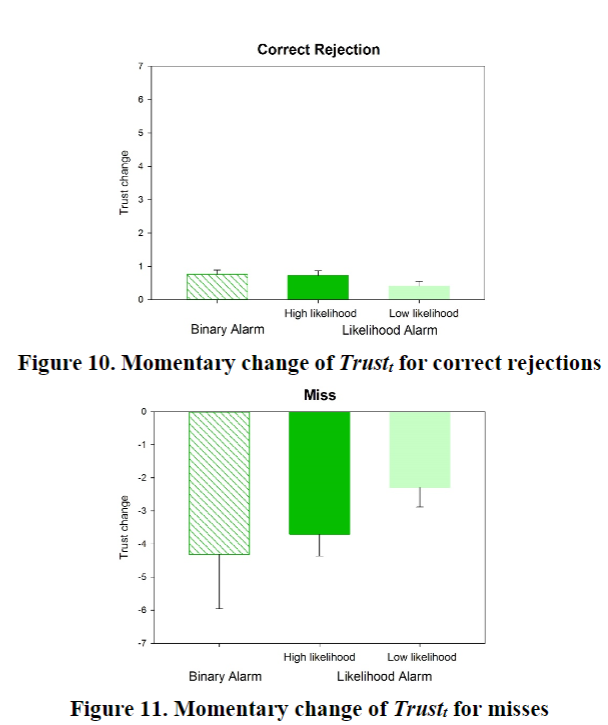 Correct Rejection
7
6
5
4
3
2
1
0
Trust change
High likelihood Low likelihood
Binary Alarm Likelihood Alarm
Figure 10. Momentary change of Trustt for correct rejections
Miss
0
-1
-2
-3
-4
-5
-6
-7
Trust change
High likelihood Low likelihood
Binary Alarm Likelihood Alarm
Figure 11. Momentary change of Trustt for misses